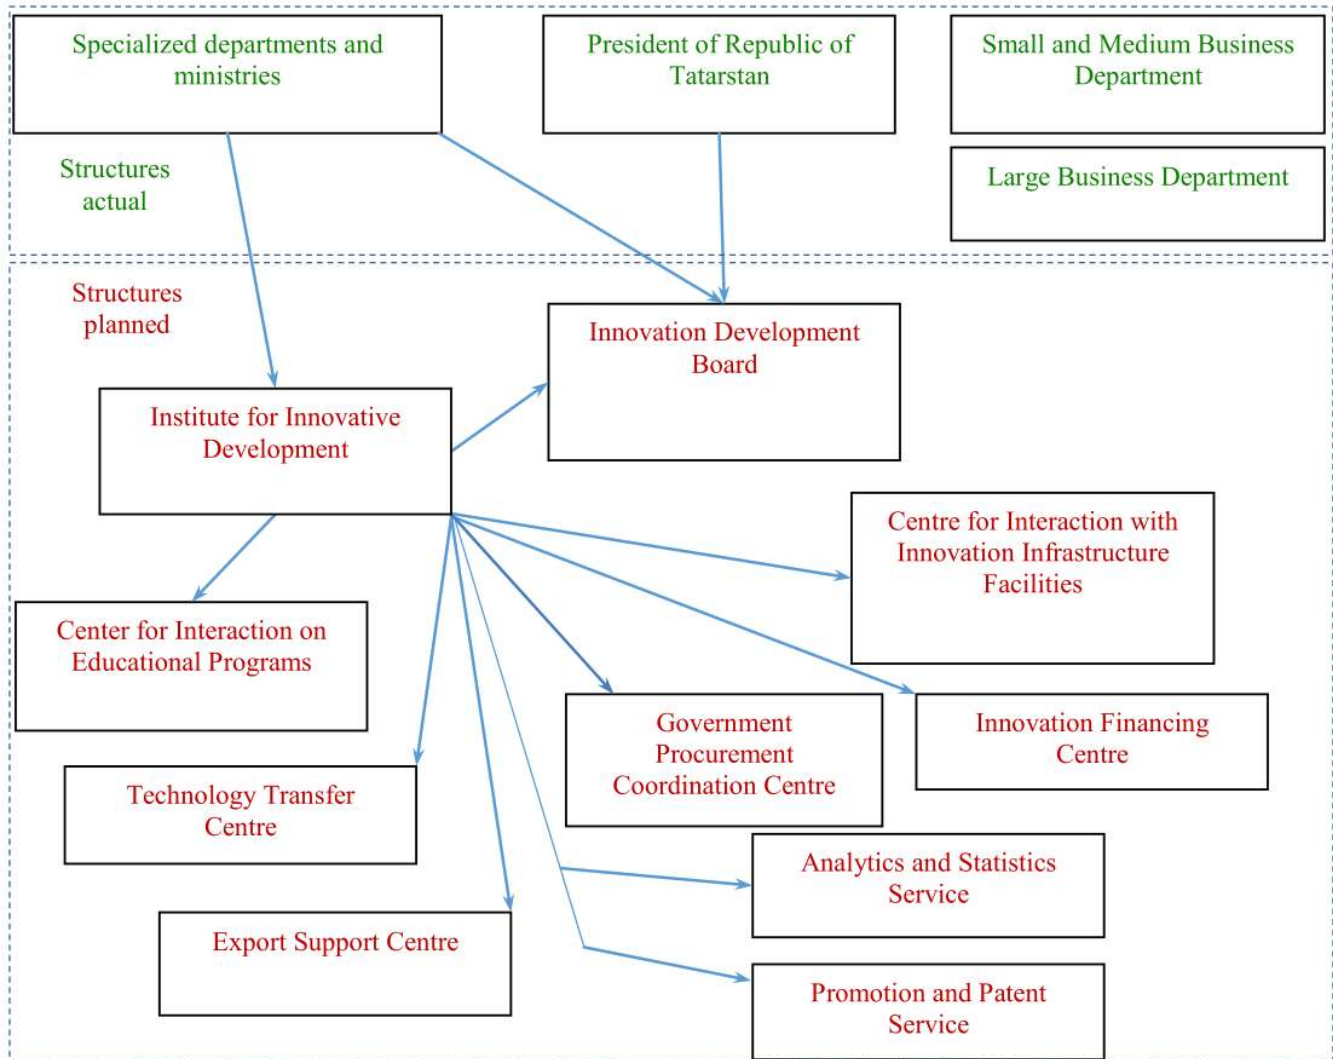 Specialized departments and
ministries
President of Republic of
Tatarstan
Small and Medium Business
Department
Structures
actual
Large Business Department
Structures
planned
Innovation Development
Board
Institute for Innovative
Development
Centre for Interaction with
Innovation Infrastructure
Facilities
Center for Interaction on
Educational Programs
Government
Procurement
Coordination Centre
Innovation Financing
Centre
Technology Transfer
Centre
Analytics and Statistics
Service
Export Support Centre
Promotion and Patent
Service